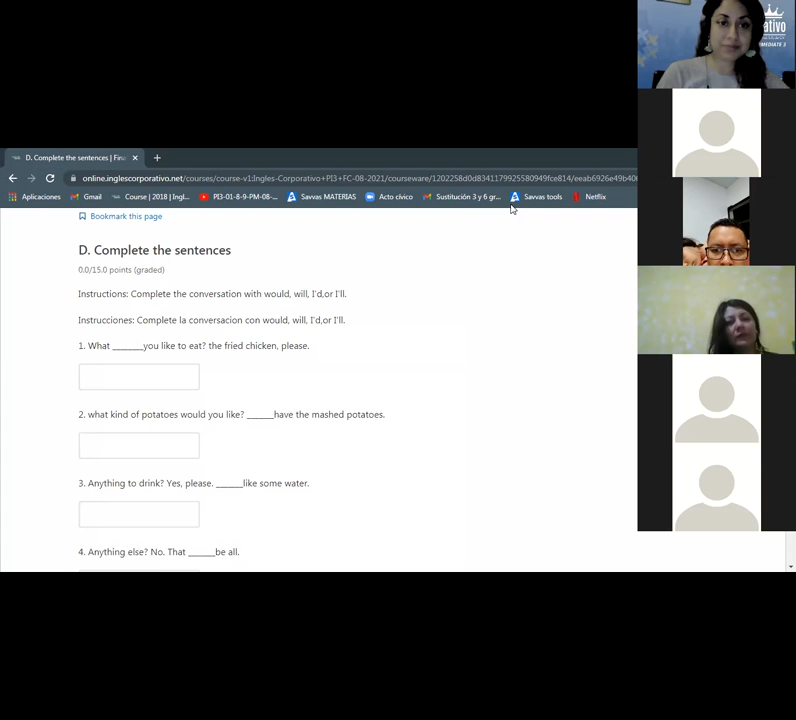 ativo
MEDIATE 3
D. Complete the sentences | Fina
online.inglescorporativo.net/courses/course-v1:Ingles-Corporativo+PI3+FC-08-2021/courseware/1202258d0d8341179925580949fce814/eeab6926e49b40
Aplicaciones Gmail Course | 2018 | Ingl... PI3-01-8-9-PM-08-... Savvas MATERIAS Acto cívico Sustitución 3 y 6 gr... Savvas tools Netflix
Bookmark this page
D. Complete the sentences
0.0/15.0 points (graded)
Instructions: Complete the conversation with would, will, I'd,or I'll.
Instrucciones: Complete la conversacion con would, will, I'd,or I'll.
1. What _______you like to eat? the fried chicken, please.
2. what kind of potatoes would you like? ______have the mashed potatoes.
3. Anything to drink? Yes, please. ______like some water.
4. Anything else? No. That ______be all.